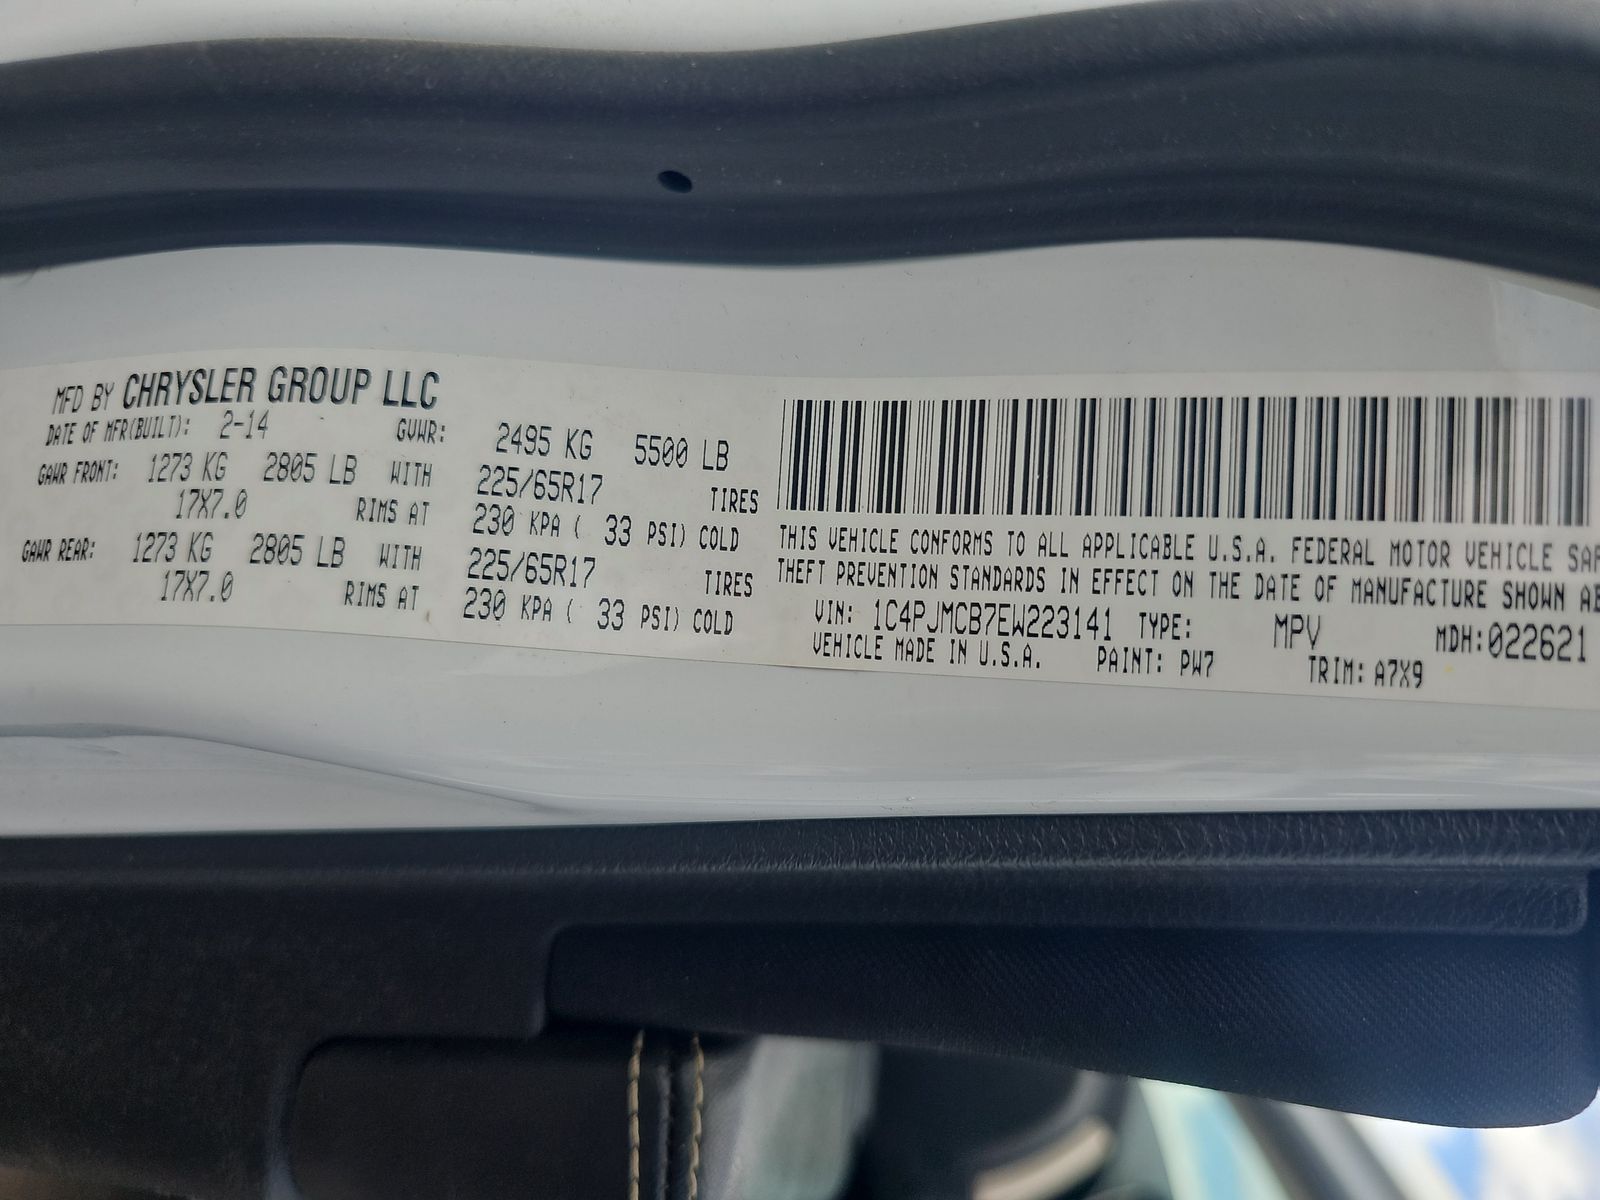 MFD BY CHRYSLER GROUP LLC
DATE OF MFR(BUILT): 2-14 GVWR: 2495 KG 5500 LB
GAWR FRONT: 1273 KG 2805 LB WITH 225/65R17 TIRES
17X7.0 RIMS AT 230 KPA ( 33 PSI) COLD
GAWR REAR: 1273 KG 2805 LB WITH 225/65R17 TIRES
17X7.0 RIMS AT 230 KPA ( 33 PSI) COLD
THIS VEHICLE CONFORMS TO ALL APPLICABLE U.S.A. FEDERAL MOTOR VEHICLE SAF
THEFT PREVENTION STANDARDS IN EFFECT ON THE DATE OF MANUFACTURE SHOWN AB
VIN: 1C4PJMCB7EW223141 TYPE: MPV MDH:022621
VEHICLE MADE IN U.S.A. PAINT: PW7 TRIM: A7X9